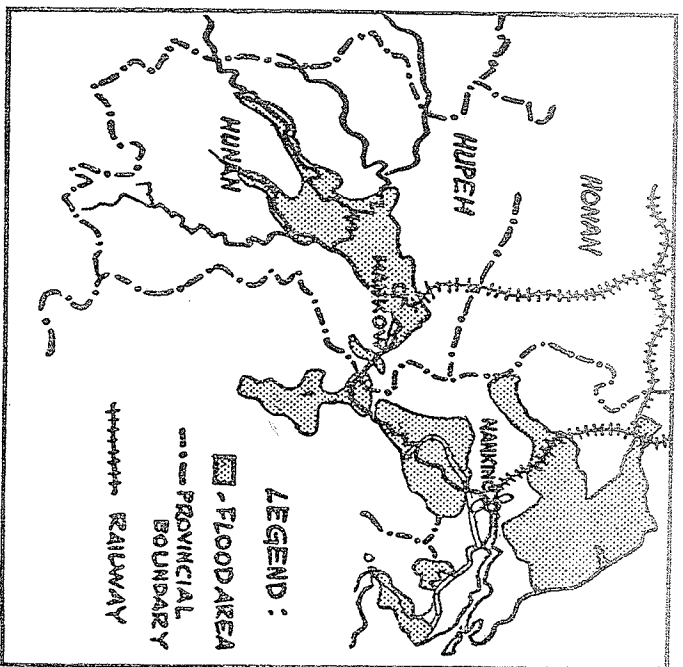 HONAN
HUPEH
HUNAN
HANKOW
NANKING
LEGEND:
- FLOOD AREA
- PROVINCIAL
BOUNDARY
RAILWAY